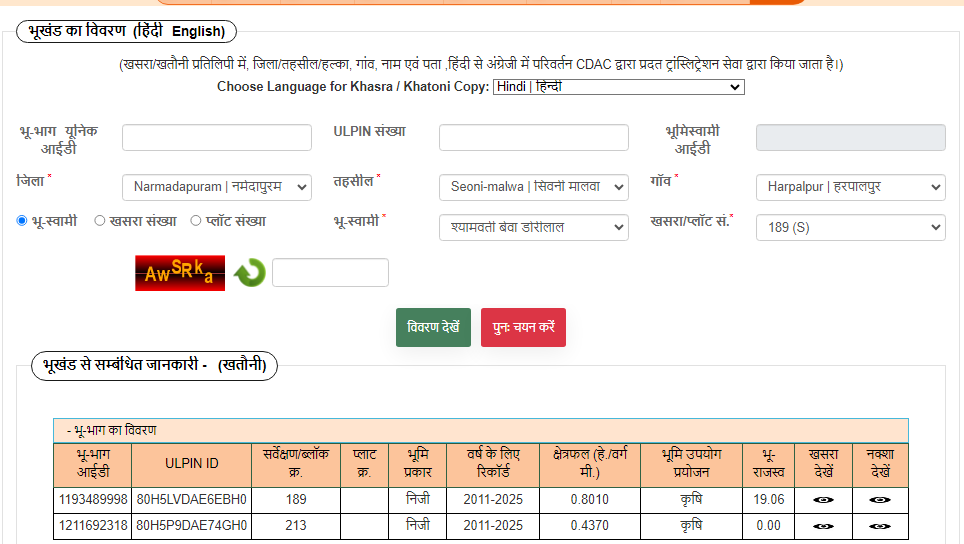 भूखंड का विवरण (हिंदी English)
(खसरा/खतौनी प्रतिलिपी में, जिला/तहसील/हल्का, गांव, नाम एवं पता ,हिंदी से अंग्रेजी में परिवर्तन CDAC द्वारा प्रदत ट्रांस्लिट्रेशन सेवा द्वारा किया जाता है।)
Choose Language for Khasra / Khatoni Copy: Hindi | हिन्दी
भू-भाग यूनिक आईडी ULPIN संख्या भूमिस्वामी आईडी
जिला * Narmadapuram | नर्मदापुरम तहसील * Seoni-malwa | सिवनी मालवा गाँव * Harpalpur | हरपालपुर
भू-स्वामी खसरा संख्या प्लॉट संख्या भू-स्वामी * श्यामवती बेवा डोरीलाल खसरा/प्लॉट सं.* 189 (S)
AwSRka
विवरण देखें पुनः चयन करें
भूखंड से सम्बंधित जानकारी - (खतौनी)
- भू-भाग का विवरण
भू-भाग आईडी ULPIN ID सर्वेक्षण/ब्लॉक क्र. प्लाट क्र. भूमि प्रकार वर्ष के लिए रिकॉर्ड क्षेत्रफल (हे./वर्ग मी.) भूमि उपयोग प्रयोजन भू-राजस्व खसरा देखें नक्शा देखें
1193489998 80H5LVDAE6EBH0 189 निजी 2011-2025 0.8010 कृषि 19.06
1211692318 80H5P9DAE74GH0 213 निजी 2011-2025 0.4370 कृषि 0.00